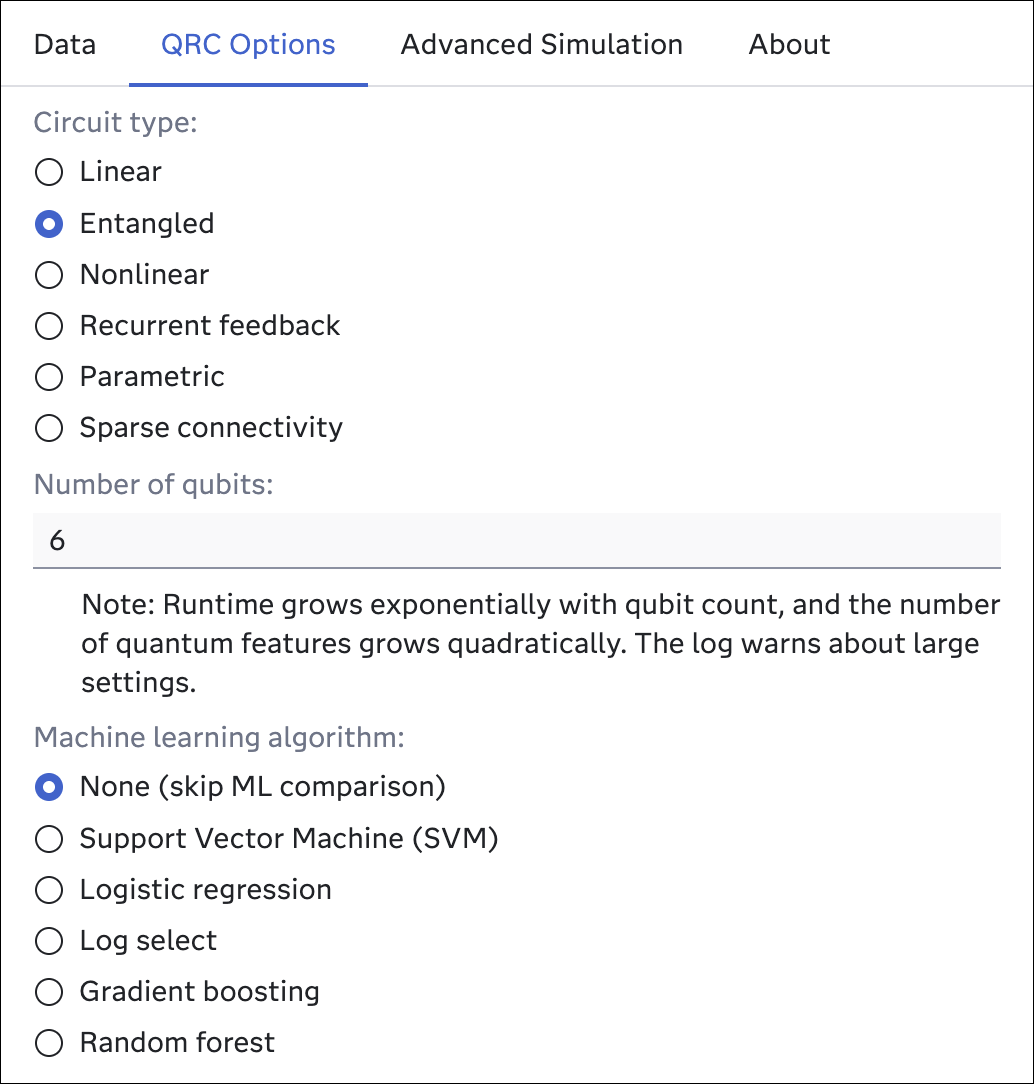 Data QRC Options Advanced Simulation About
Circuit type:
Linear
Entangled
Nonlinear
Recurrent feedback
Parametric
Sparse connectivity
Number of qubits:
6
Note: Runtime grows exponentially with qubit count, and the number
of quantum features grows quadratically. The log warns about large
settings.
Machine learning algorithm:
None (skip ML comparison)
Support Vector Machine (SVM)
Logistic regression
Log select
Gradient boosting
Random forest